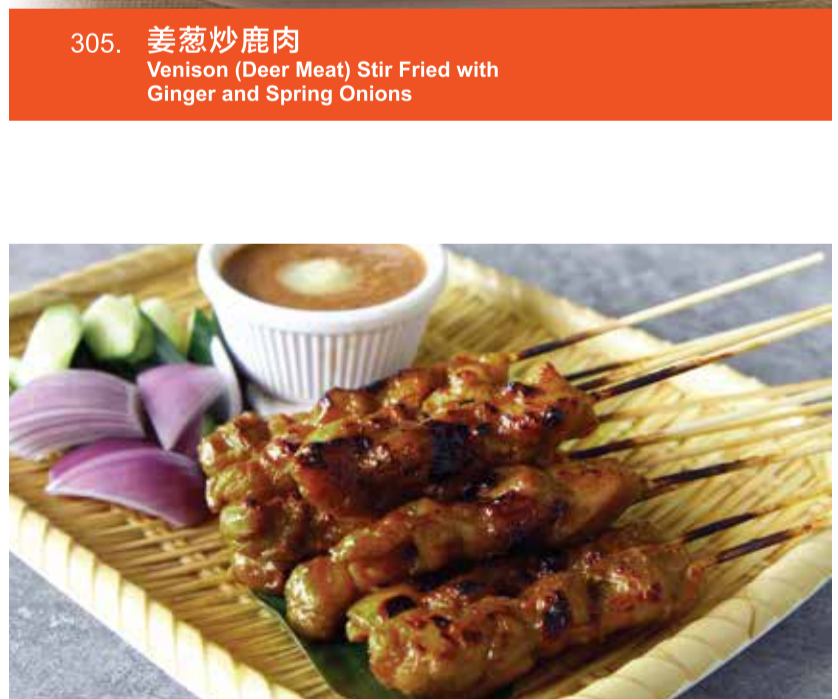 305. 姜葱炒鹿肉
Venison (Deer Meat) Stir Fried with
Ginger and Spring Onions